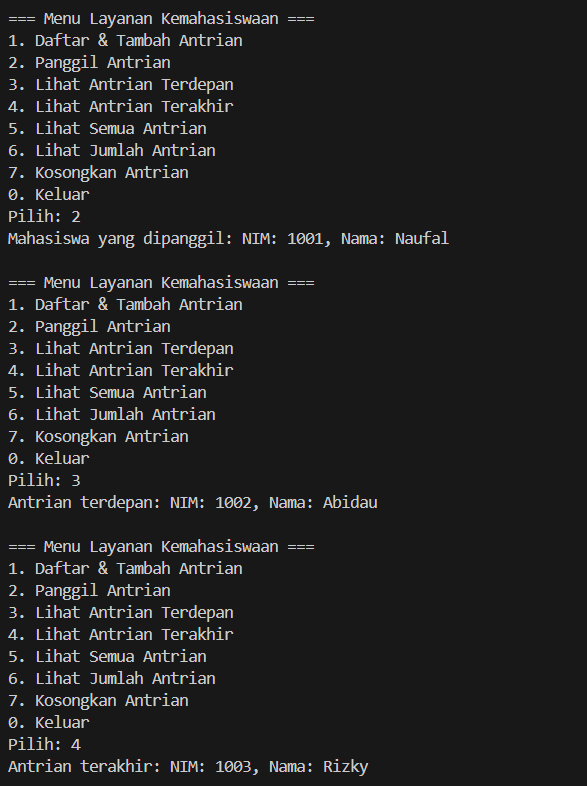 === Menu Layanan Kemahasiswaan ===
1. Daftar & Tambah Antrian
2. Panggil Antrian
3. Lihat Antrian Terdepan
4. Lihat Antrian Terakhir
5. Lihat Semua Antrian
6. Lihat Jumlah Antrian
7. Kosongkan Antrian
0. Keluar
Pilih: 2
Mahasiswa yang dipanggil: NIM: 1001, Nama: Naufal
=== Menu Layanan Kemahasiswaan ===
1. Daftar & Tambah Antrian
2. Panggil Antrian
3. Lihat Antrian Terdepan
4. Lihat Antrian Terakhir
5. Lihat Semua Antrian
6. Lihat Jumlah Antrian
7. Kosongkan Antrian
0. Keluar
Pilih: 3
Antrian terdepan: NIM: 1002, Nama: Abidau
=== Menu Layanan Kemahasiswaan ===
1. Daftar & Tambah Antrian
2. Panggil Antrian
3. Lihat Antrian Terdepan
4. Lihat Antrian Terakhir
5. Lihat Semua Antrian
6. Lihat Jumlah Antrian
7. Kosongkan Antrian
0. Keluar
Pilih: 4
Antrian terakhir: NIM: 1003, Nama: Rizky